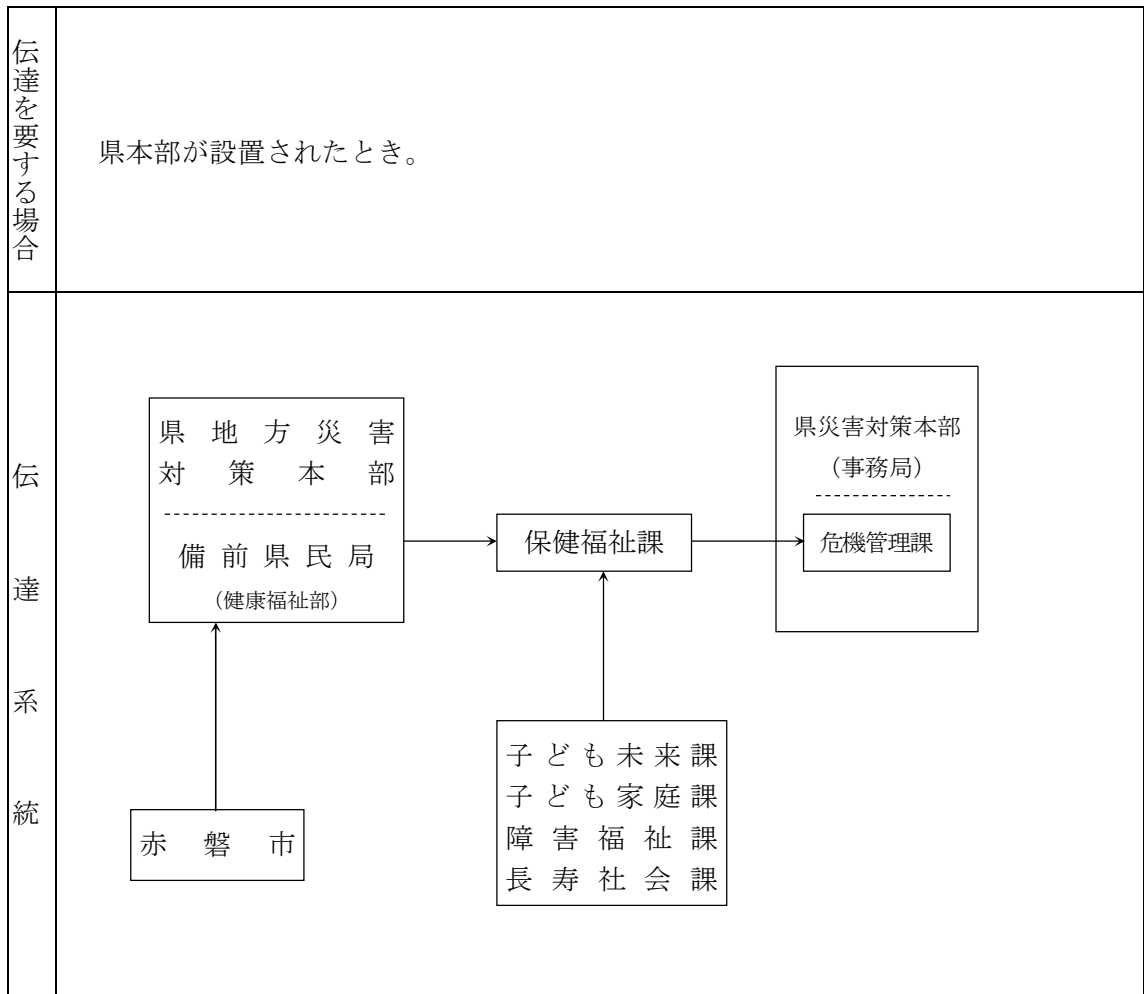 伝達を要する場合
県本部が設置されたとき。
伝達系統
県地方災害
対策本部
備前県民局
（健康福祉部）
保健福祉課
県災害対策本部
（事務局）
危機管理課
子ども未来課
子ども家庭課
障害福祉課
長寿社会課
赤磐市